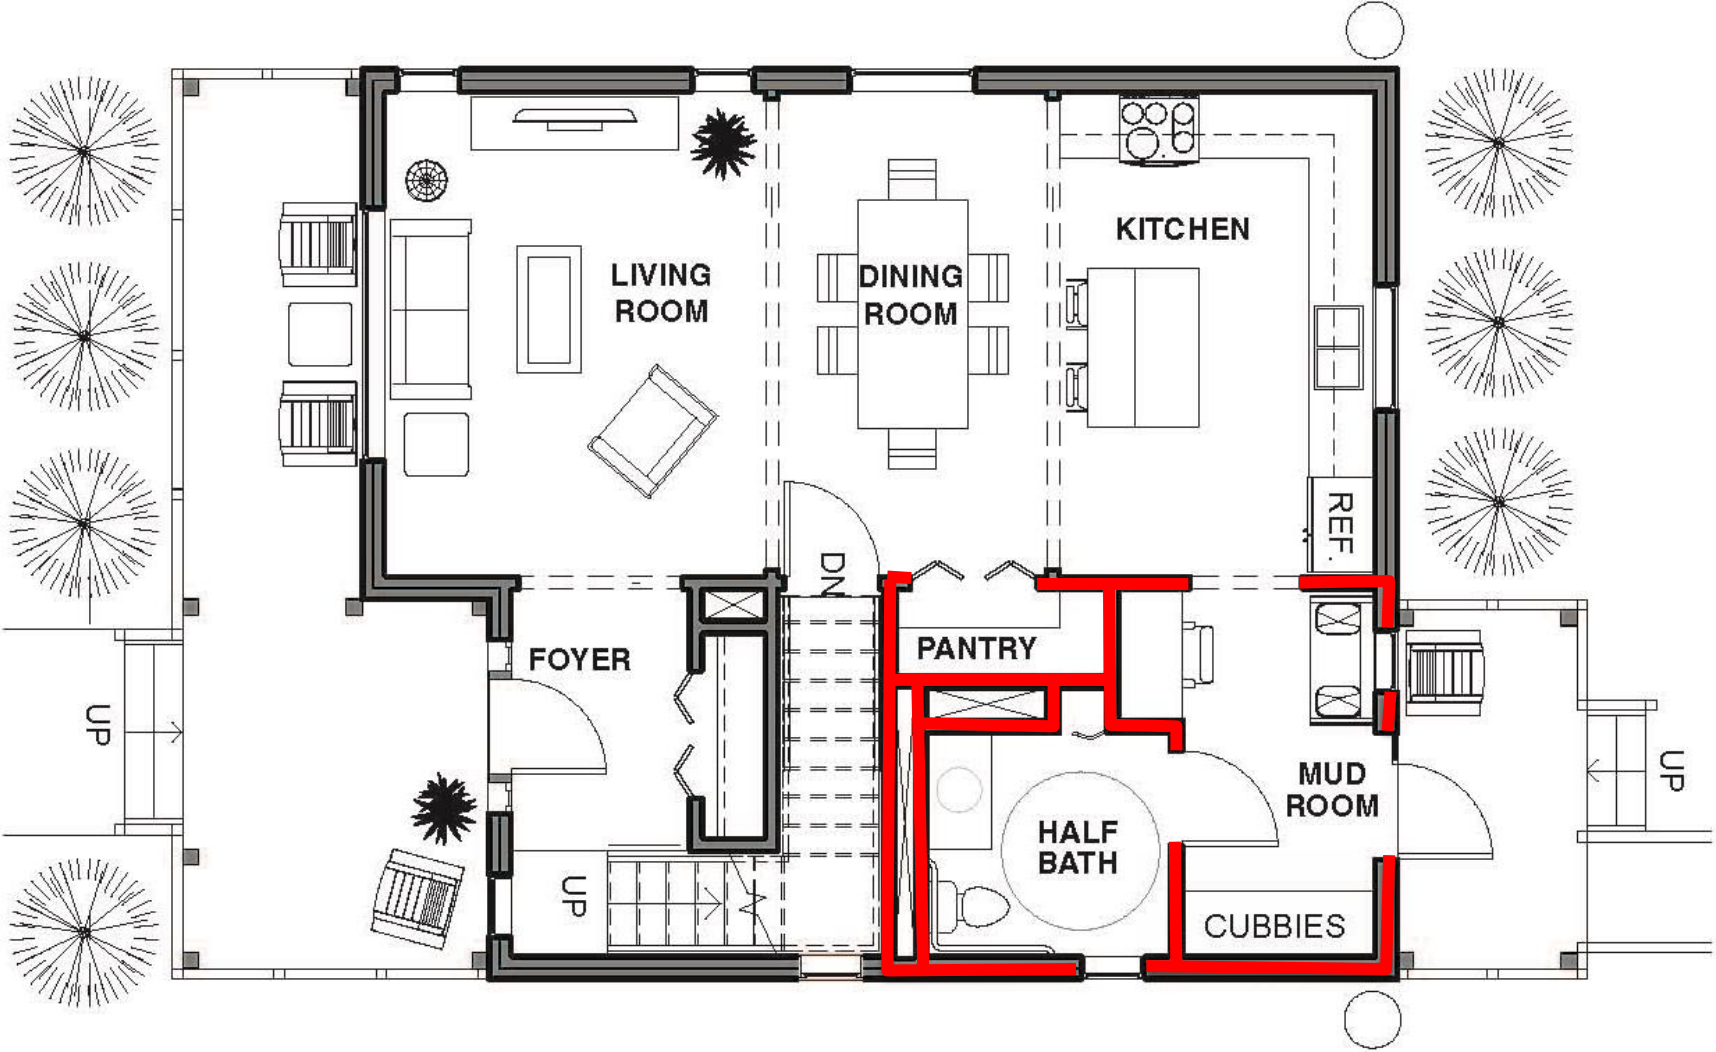 KITCHEN
LIVING
ROOM
DINING
ROOM
REF.
DN
PANTRY
FOYER
UP
UP
MUD
ROOM
HALF
BATH
UP
CUBBIES